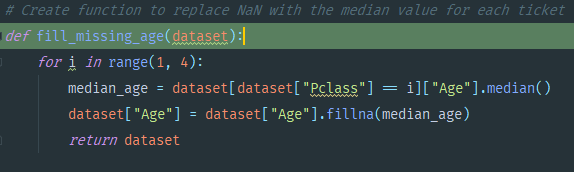 # Create function to replace NaN with the median value for each ticket
def fill_missing_age(dataset):
    for i in range(1, 4):
        median_age = dataset[dataset["Pclass"] == i]["Age"].median()
        dataset["Age"] = dataset["Age"].fillna(median_age)
        return dataset